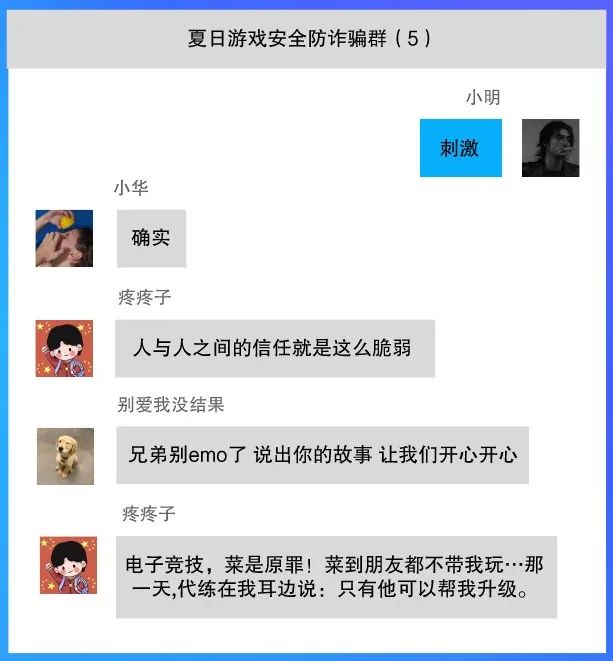 夏日游戏安全防诈骗群（5）
小明
刺激
小华
确实
疼疼子
人与人之间的信任就是这么脆弱
别爱我没结果
兄弟别emo了 说出你的故事 让我们开心开心
疼疼子
电子竞技，菜是原罪！菜到朋友都不带我玩…那
一天,代练在我耳边说：只有他可以帮我升级。